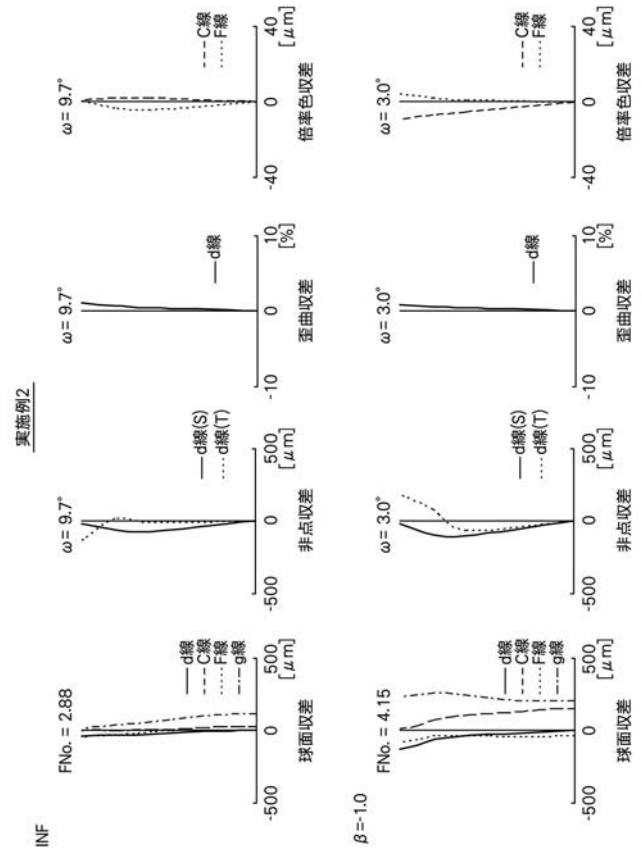 実施例2
INF
FNo. = 2.88
d線
C線
F線
g線
-500 0 500
[μm]
球面収差
ω = 9.7°
d線(S)
d線(T)
-500 0 500
[μm]
非点収差
ω = 9.7°
d線
-10 0 10
[%]
歪曲収差
ω = 9.7°
C線
F線
-40 0 40
[μm]
倍率色収差
β=-1.0
FNo. = 4.15
d線
C線
F線
g線
-500 0 500
[μm]
球面収差
ω = 3.0°
d線(S)
d線(T)
-500 0 500
[μm]
非点収差
ω = 3.0°
d線
-10 0 10
[%]
歪曲収差
ω = 3.0°
C線
F線
-40 0 40
[μm]
倍率色収差